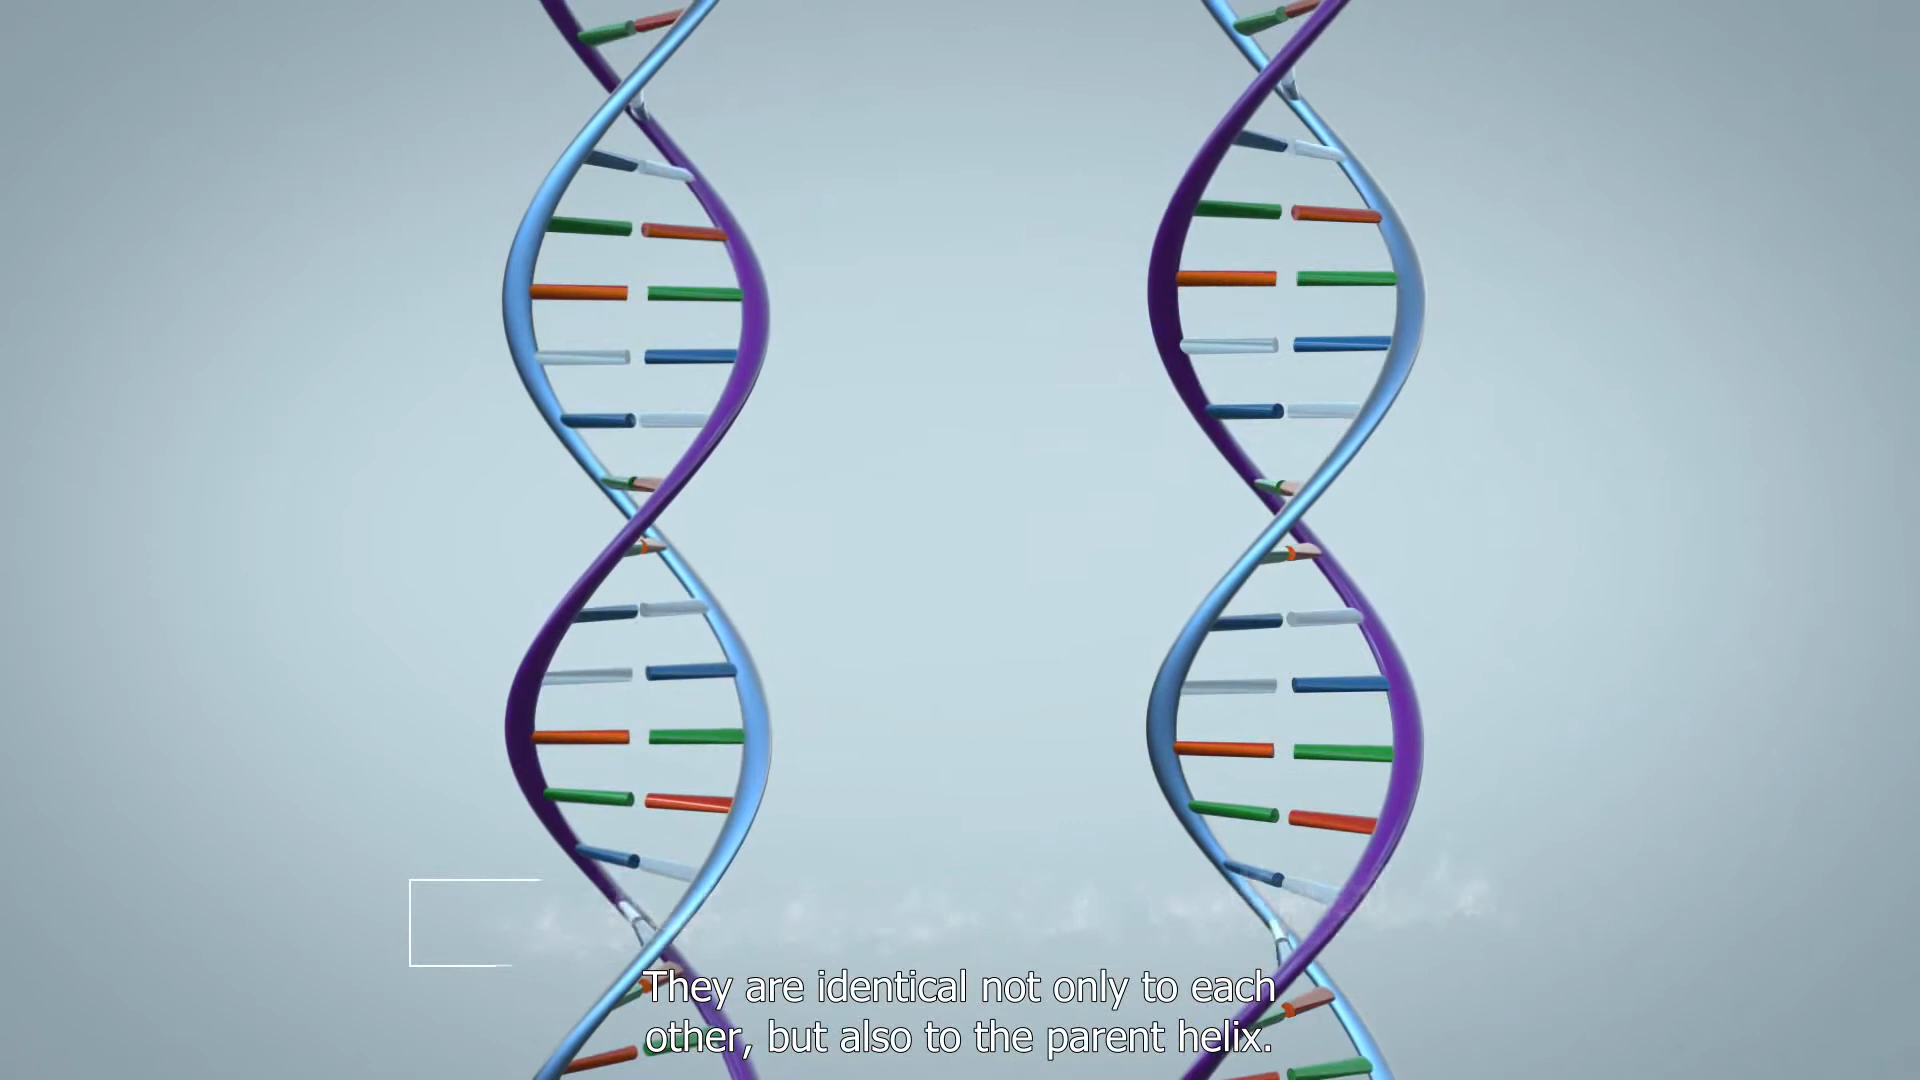 They are identical not only to each
other, but also to the parent helix.